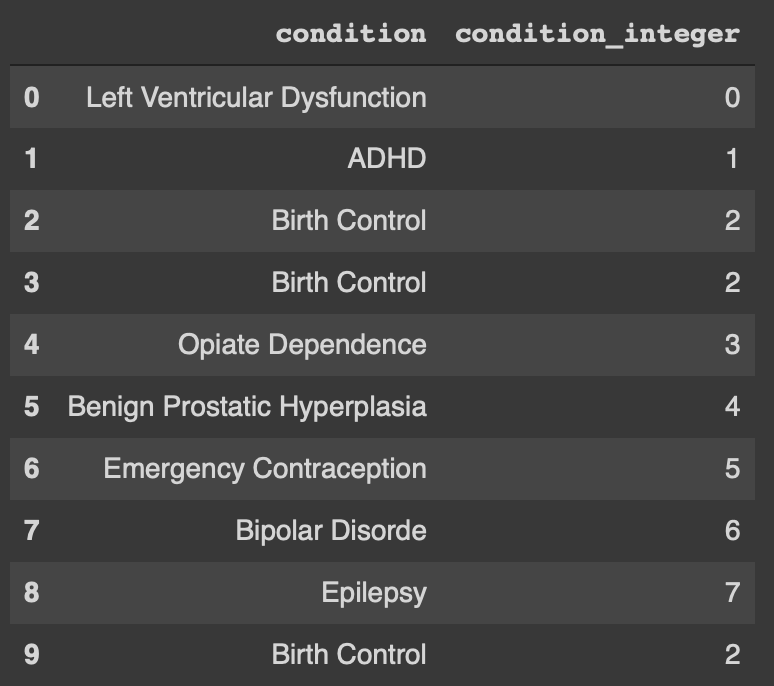 condition condition_integer
0 Left Ventricular Dysfunction 0
1 ADHD 1
2 Birth Control 2
3 Birth Control 2
4 Opiate Dependence 3
5 Benign Prostatic Hyperplasia 4
6 Emergency Contraception 5
7 Bipolar Disorde 6
8 Epilepsy 7
9 Birth Control 2